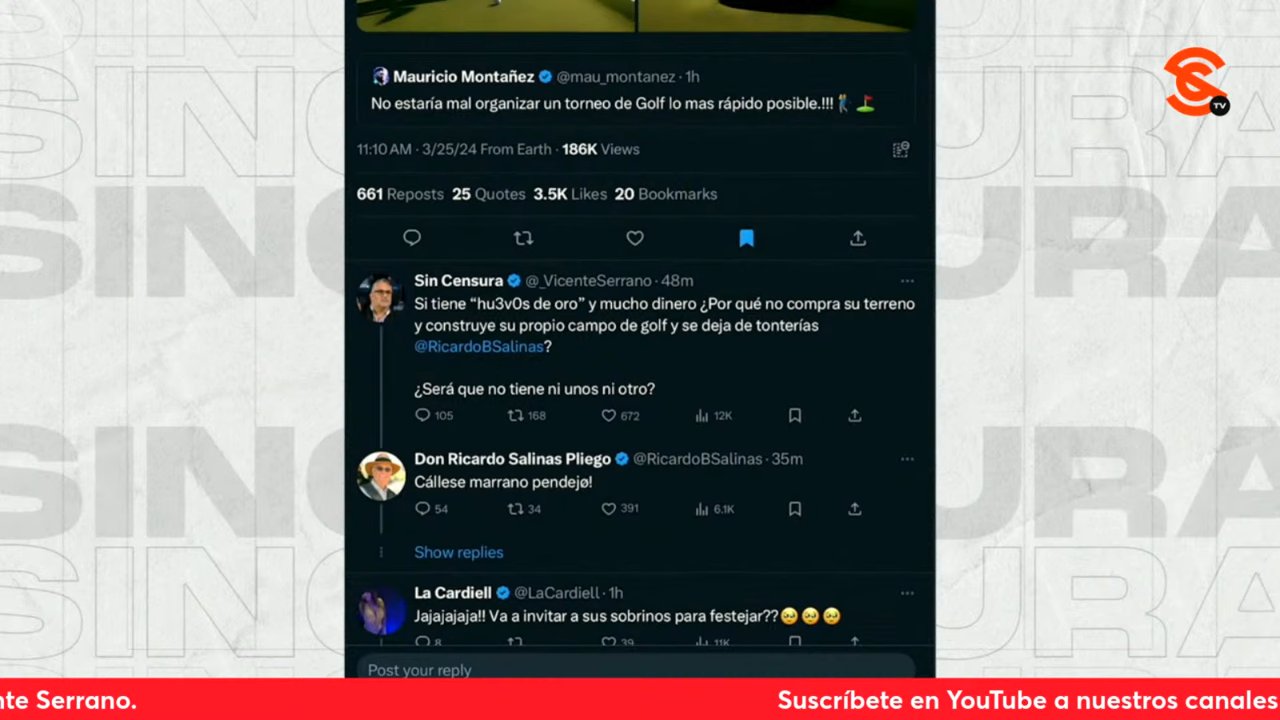 TV
Mauricio Montañez @mau_montanez · 1h
No estaría mal organizar un torneo de Golf lo mas rápido posible.!!! 🏌️ ⛳
11:10 AM · 3/25/24 From Earth · 186K Views
661 Reposts 25 Quotes 3.5K Likes 20 Bookmarks
Sin Censura @_VicenteSerrano · 48m
Si tiene “hu3v0s de oro” y mucho dinero ¿Por qué no compra su terreno
y construye su propio campo de golf y se deja de tonterías
@RicardoBSalinas?
¿Será que no tiene ni unos ni otro?
105 168 672 12K
Don Ricardo Salinas Pliego @RicardoBSalinas · 35m
Cállese marrano pendejø!
54 34 391 6.1K
Show replies
La Cardiell @LaCardiell · 1h
Jajajajaja!! Va a invitar a sus sobrinos para festejar??🥹🥹🥹
8 39 11K
Post your reply
nte Serrano. Suscríbete en YouTube a nuestros canales